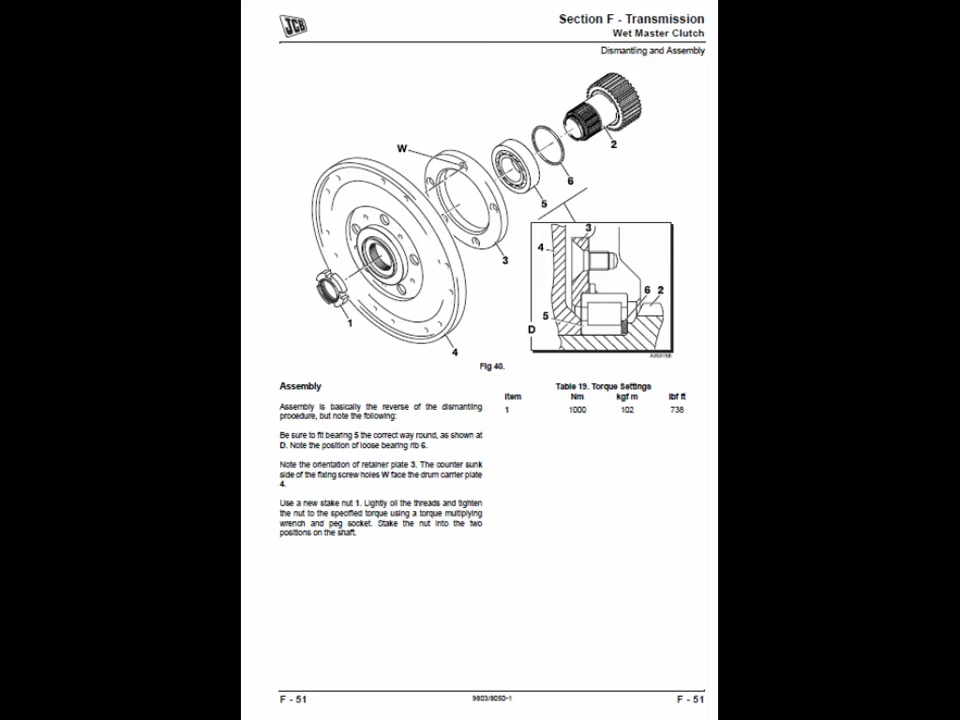 JCB
Section F - Transmission
Wet Master Clutch
Dismantling and Assembly
W
2
6
5
3
3
4
6 2
5
D
1
4
Fig 40.
Assembly
Assembly is basically the reverse of the dismantling
procedure, but note the following:
Be sure to fit bearing 5 the correct way round, as shown at
D. Note the position of loose bearing rib 6.
Note the orientation of retainer plate 3. The counter sunk
side of the fixing screw holes W face the drum carrier plate
4.
Use a new stake nut 1. Lightly oil the threads and tighten
the nut to the specified torque using a torque multiplying
wrench and peg socket. Stake the nut into the two
positions on the shaft.
Table 19. Torque Settings
Item Nm kgf m lbf ft
1 1000 102 738
F - 51
9803/8050-1
F - 51